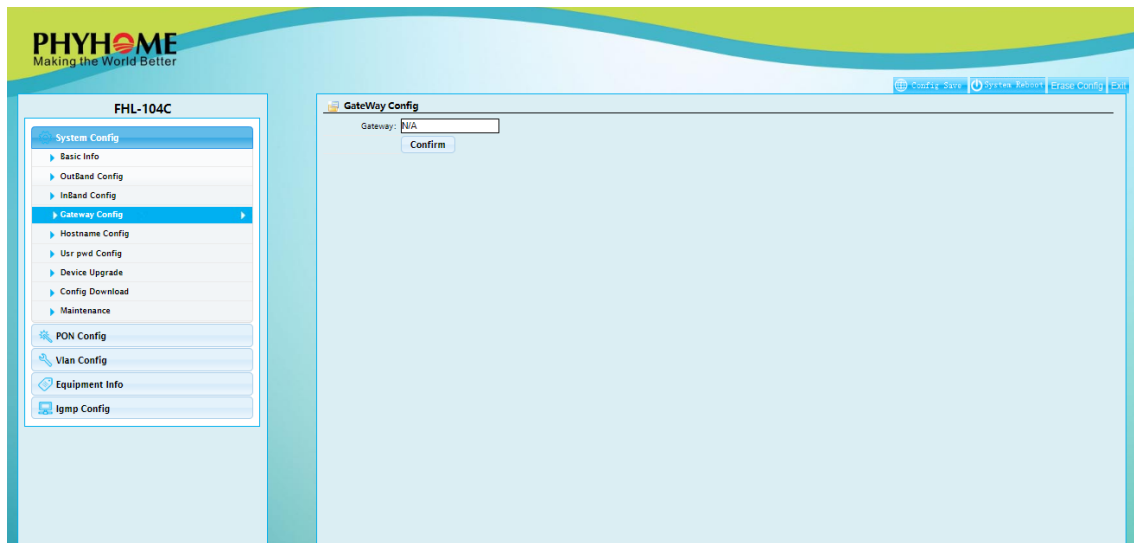 PHYHOME
Making the World Better
Config Save System Reboot Erase Config Exit
FHL-104C
System Config
Basic Info
OutBand Config
InBand Config
Gateway Config
Hostname Config
Usr pwd Config
Device Upgrade
Config Download
Maintenance
PON Config
Vlan Config
Equipment Info
Igmp Config
GateWay Config
Gateway: N/A
Confirm